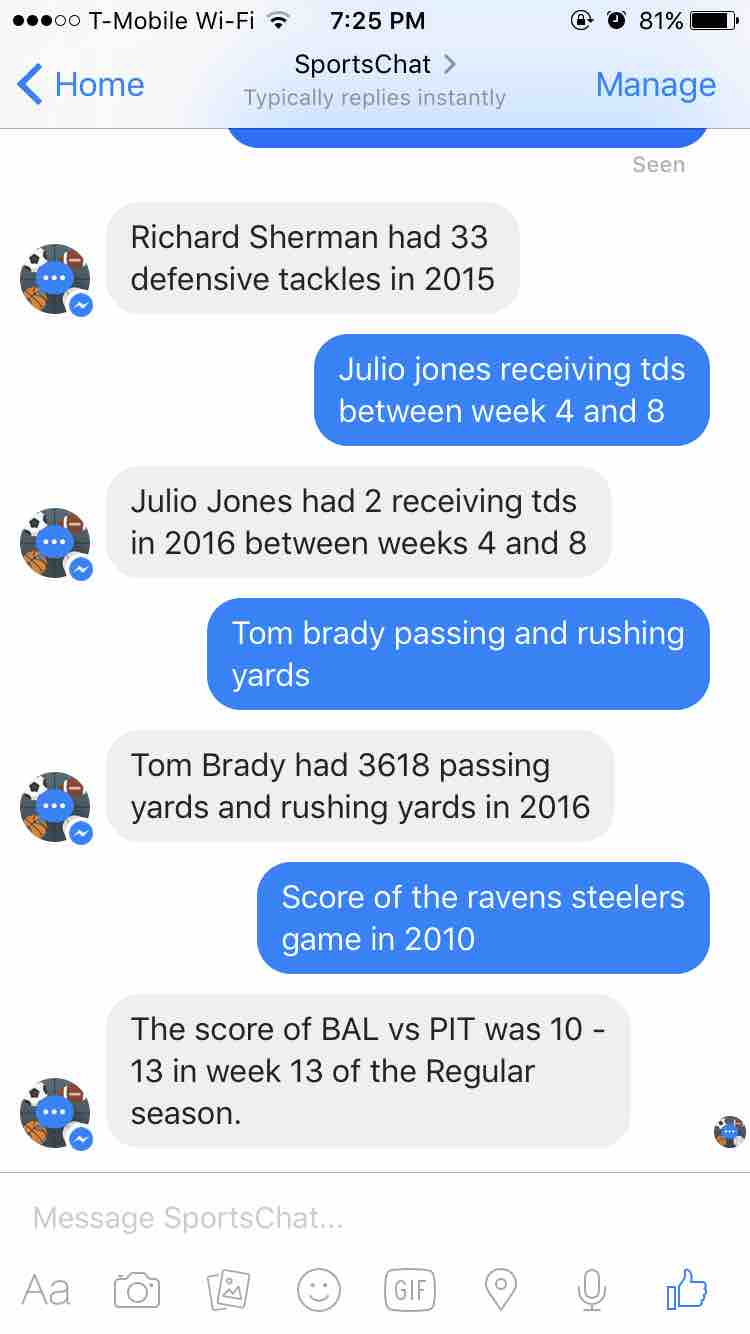 T-Mobile Wi-Fi 7:25 PM 81%
Home SportsChat Manage
Typically replies instantly
Seen
Richard Sherman had 33
defensive tackles in 2015
Julio jones receiving tds
between week 4 and 8
Julio Jones had 2 receiving tds
in 2016 between weeks 4 and 8
Tom brady passing and rushing
yards
Tom Brady had 3618 passing
yards and rushing yards in 2016
Score of the ravens steelers
game in 2010
The score of BAL vs PIT was 10 -
13 in week 13 of the Regular
season.
Message SportsChat...
Aa GIF